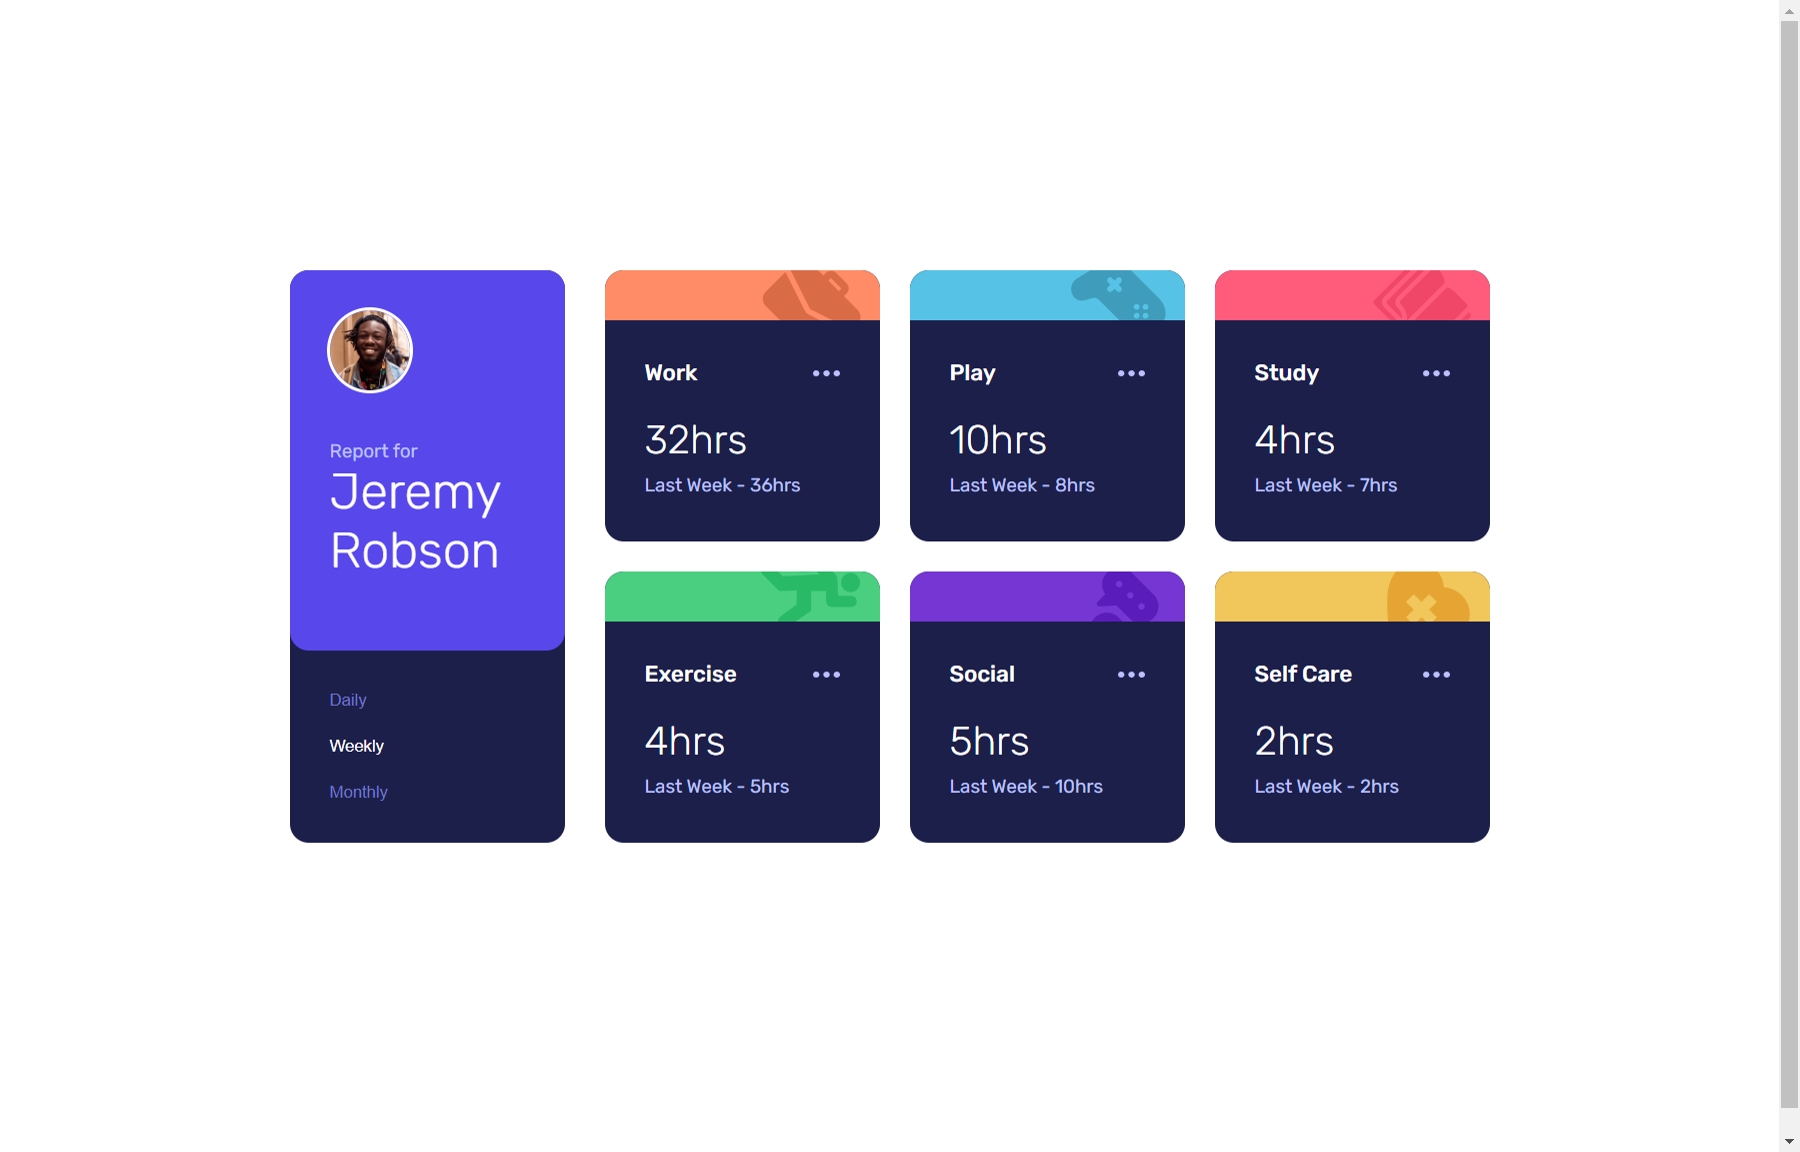 Report for
Jeremy
Robson
Daily
Weekly
Monthly
Work
32hrs
Last Week - 36hrs
Play
10hrs
Last Week - 8hrs
Study
4hrs
Last Week - 7hrs
Exercise
4hrs
Last Week - 5hrs
Social
5hrs
Last Week - 10hrs
Self Care
2hrs
Last Week - 2hrs